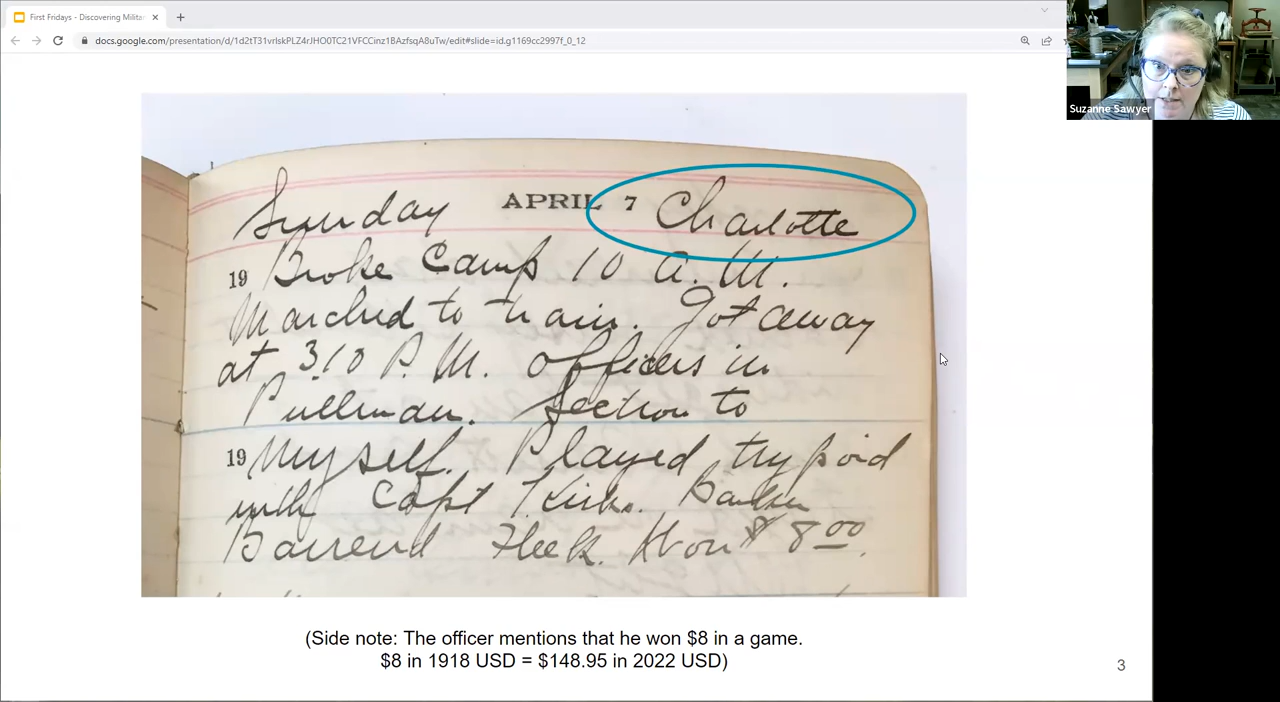 First Fridays - Discovering Milita
docs.google.com/presentation/d/1d2tT31vrlskPLZ4rJHO0TC21VFCCinz1BAzfsqA8uTw/edit#slide=id.g1169cc2997f_0_12
Suzanne Sawyer
Sunday APRIL 7 Charlotte
19 Broke Camp 10 A.M.
Marched to train. Got away
at 3.10 P.M. officers in
Pullman. Section to
19 Myself. Played
with Capt Kirk.
Won $8.00.
(Side note: The officer mentions that he won $8 in a game.
$8 in 1918 USD = $148.95 in 2022 USD)
3